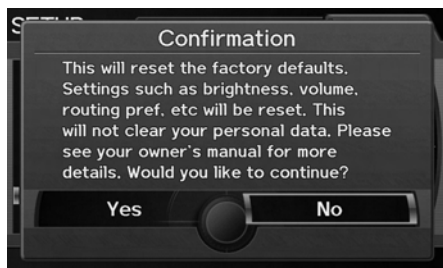 SETUP
Confirmation
This will reset the factory defaults.
Settings such as brightness, volume,
routing pref, etc will be reset. This
will not clear your personal data. Please
see your owner's manual for more
details. Would you like to continue?
Yes
No